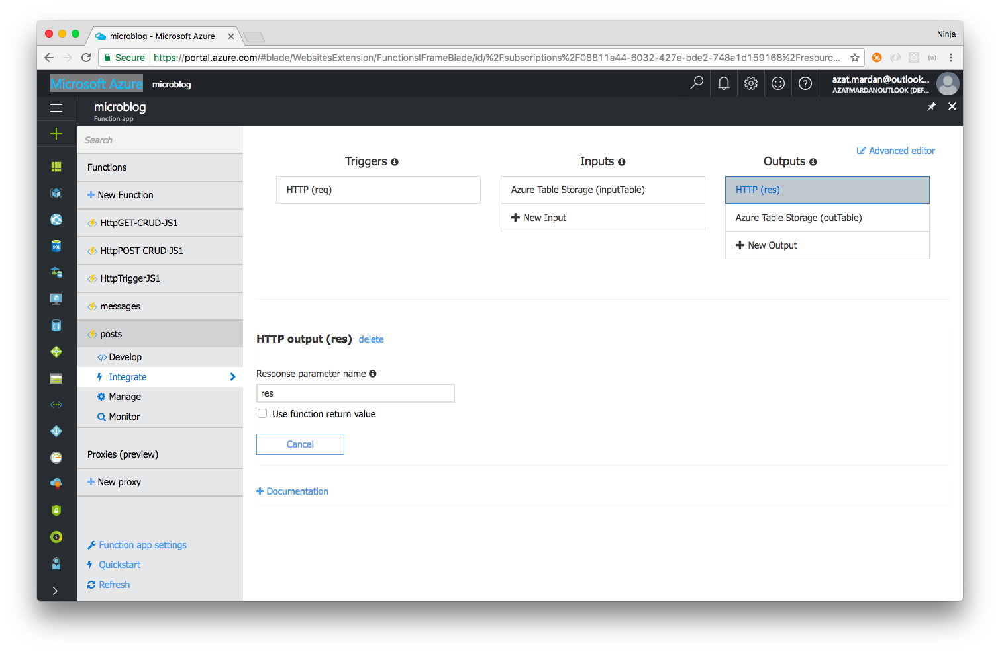 microblog - Microsoft Azure
Ninja
Secure
https://portal.azure.com/#blade/WebsitesExtension/FunctionsIFrameBlade/id/%2Fsubscriptions%2F08811a44-6032-427e-bde2-748a1d159168%2Fresourc...
Microsoft Azure
microblog
azat.mardan@outlook...
AZATMARDANOUTLOOK (DEF...
microblog
Function app
Search
Functions
New Function
HttpGET-CRUD-JS1
HttpPOST-CRUD-JS1
HttpTriggerJS1
messages
posts
Develop
Integrate
Manage
Monitor
Proxies (preview)
New proxy
Function app settings
Quickstart
Refresh
Advanced editor
Triggers
HTTP (req)
Inputs
Azure Table Storage (inputTable)
New Input
Outputs
HTTP (res)
Azure Table Storage (outTable)
New Output
HTTP output (res) delete
Response parameter name
res
Use function return value
Cancel
Documentation